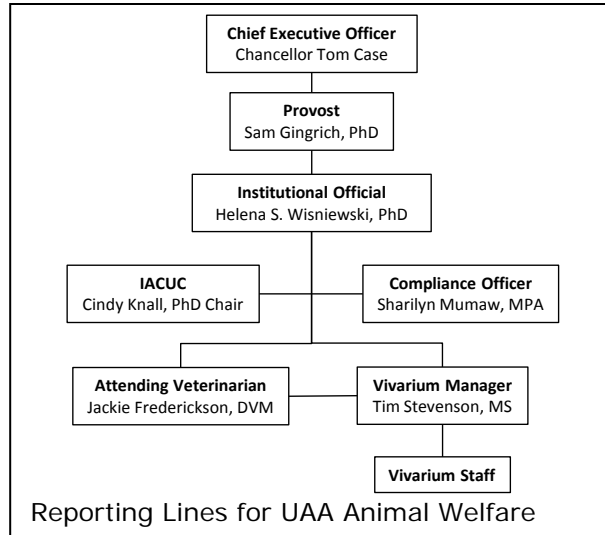 Chief Executive Officer
Chancellor Tom Case
Provost
Sam Gingrich, PhD
Institutional Official
Helena S. Wisniewski, PhD
IACUC
Cindy Knall, PhD Chair
Compliance Officer
Sharilyn Mumaw, MPA
Attending Veterinarian
Jackie Frederickson, DVM
Vivarium Manager
Tim Stevenson, MS
Vivarium Staff
Reporting Lines for UAA Animal Welfare